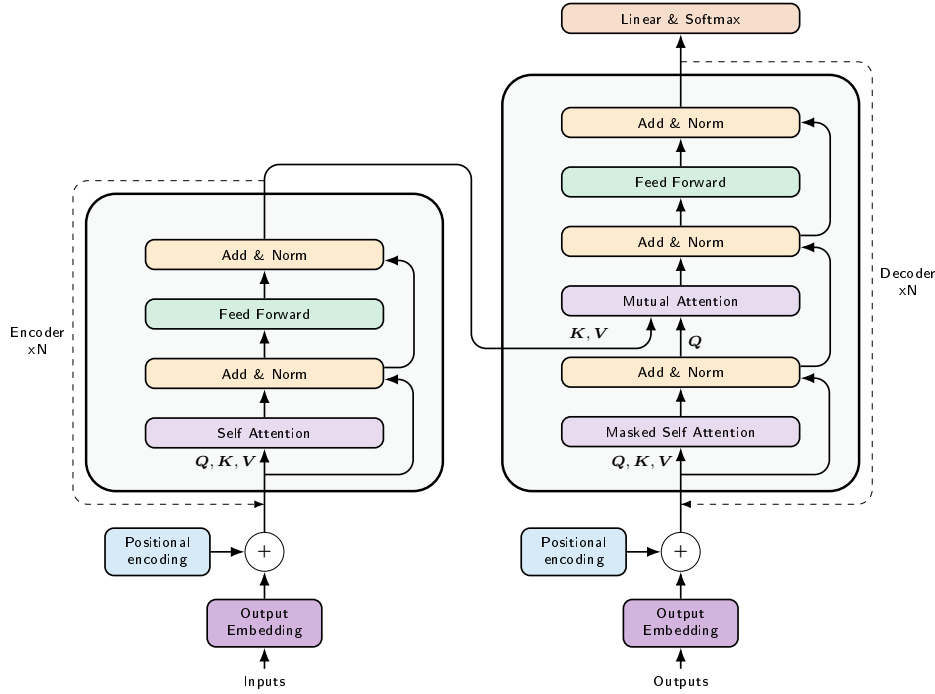 Linear & Softmax
Add & Norm
Feed Forward
Add & Norm
Mutual Attention
K, V
Q
Add & Norm
Masked Self Attention
Q, K, V
Decoder
xN
Positional
encoding
+
Output
Embedding
Outputs
Add & Norm
Feed Forward
Add & Norm
Self Attention
Q, K, V
Encoder
xN
Positional
encoding
+
Output
Embedding
Inputs